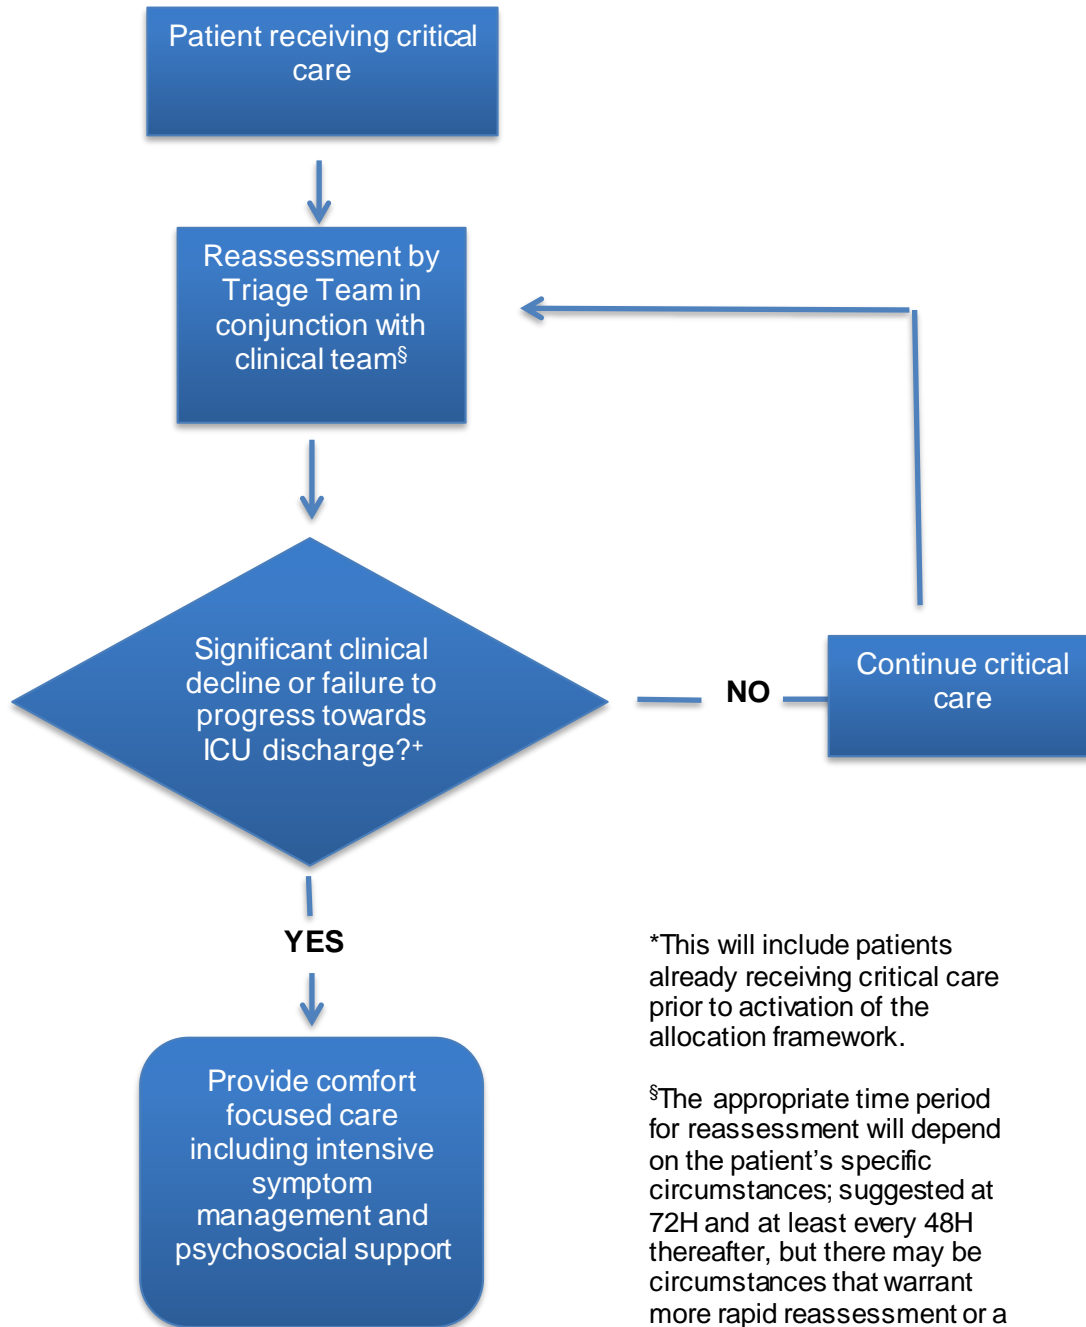 Patient receiving critical
care
Reassessment by
Triage Team in
conjunction with
clinical team§
Significant clinical
decline or failure to
progress towards
ICU discharge?+
NO
Continue critical
care
YES
Provide comfort
focused care
including intensive
symptom
management and
psychosocial support
*This will include patients
already receiving critical care
prior to activation of the
allocation framework.
§The appropriate time period
for reassessment will depend
on the patient’s specific
circumstances; suggested at
72H and at least every 48H
thereafter, but there may be
circumstances that warrant
more rapid reassessment or a